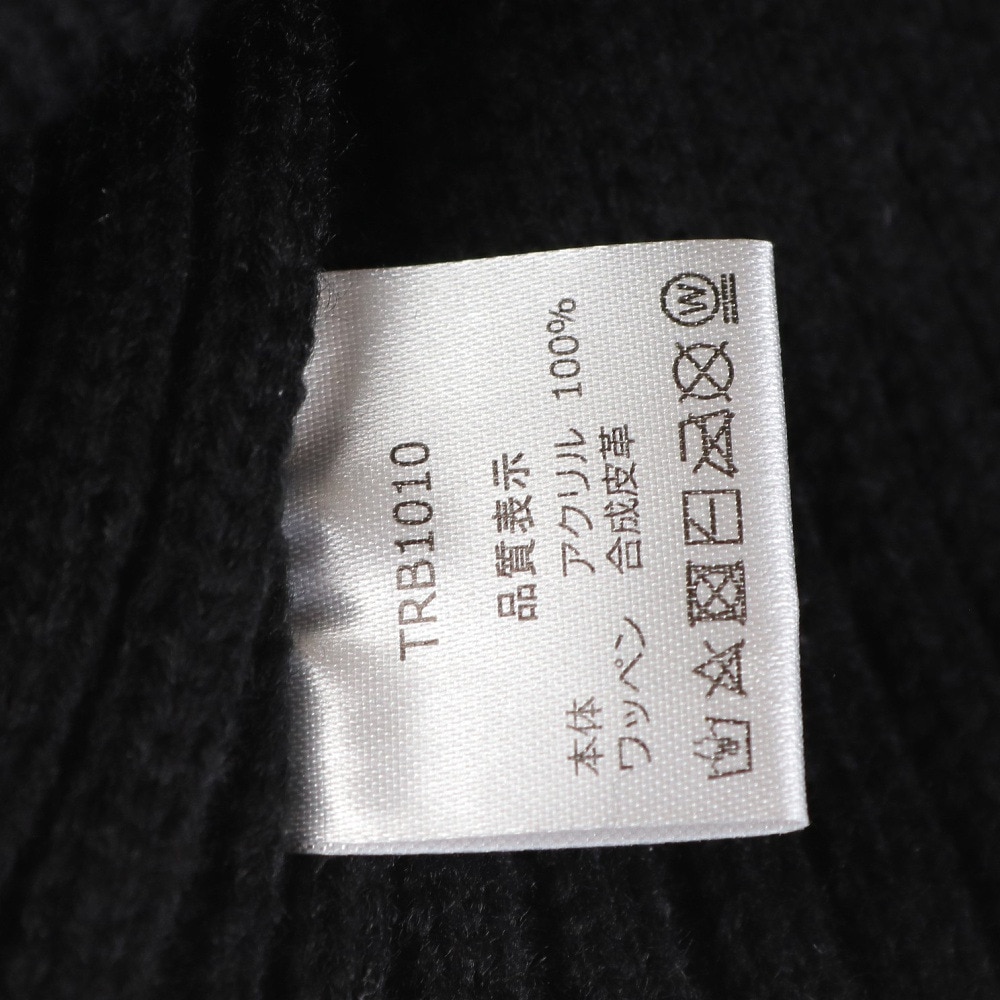 TRB1010
品質表示
本体 アクリル 100%
ワッペン 合成皮革
W